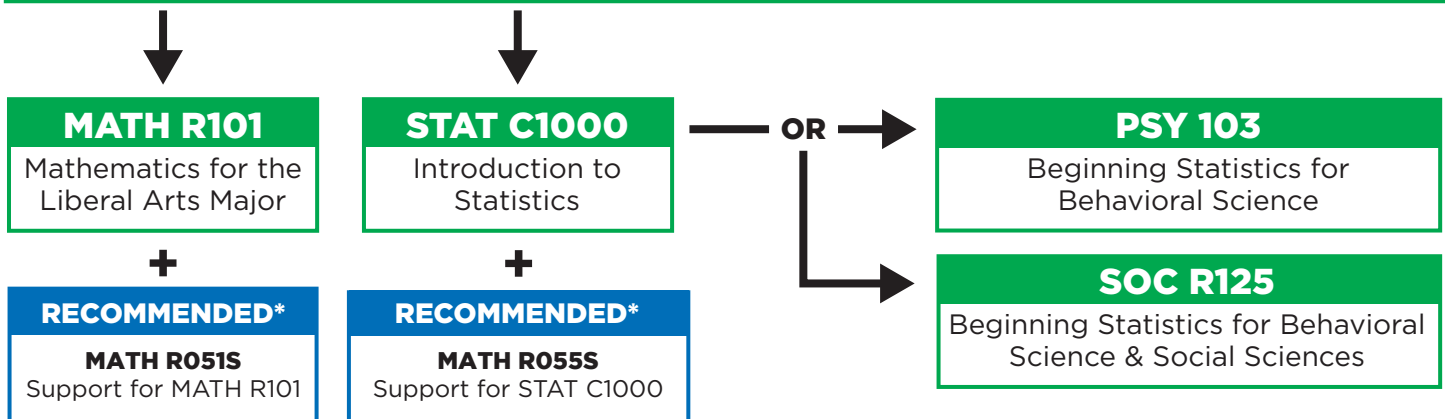 MATH R101
Mathematics for the
Liberal Arts Major
+
RECOMMENDED*
MATH R051S
Support for MATH R101
STAT C1000
Introduction to
Statistics
+
RECOMMENDED*
MATH R055S
Support for STAT C1000
OR
PSY 103
Beginning Statistics for
Behavioral Science
SOC R125
Beginning Statistics for Behavioral
Science & Social Sciences